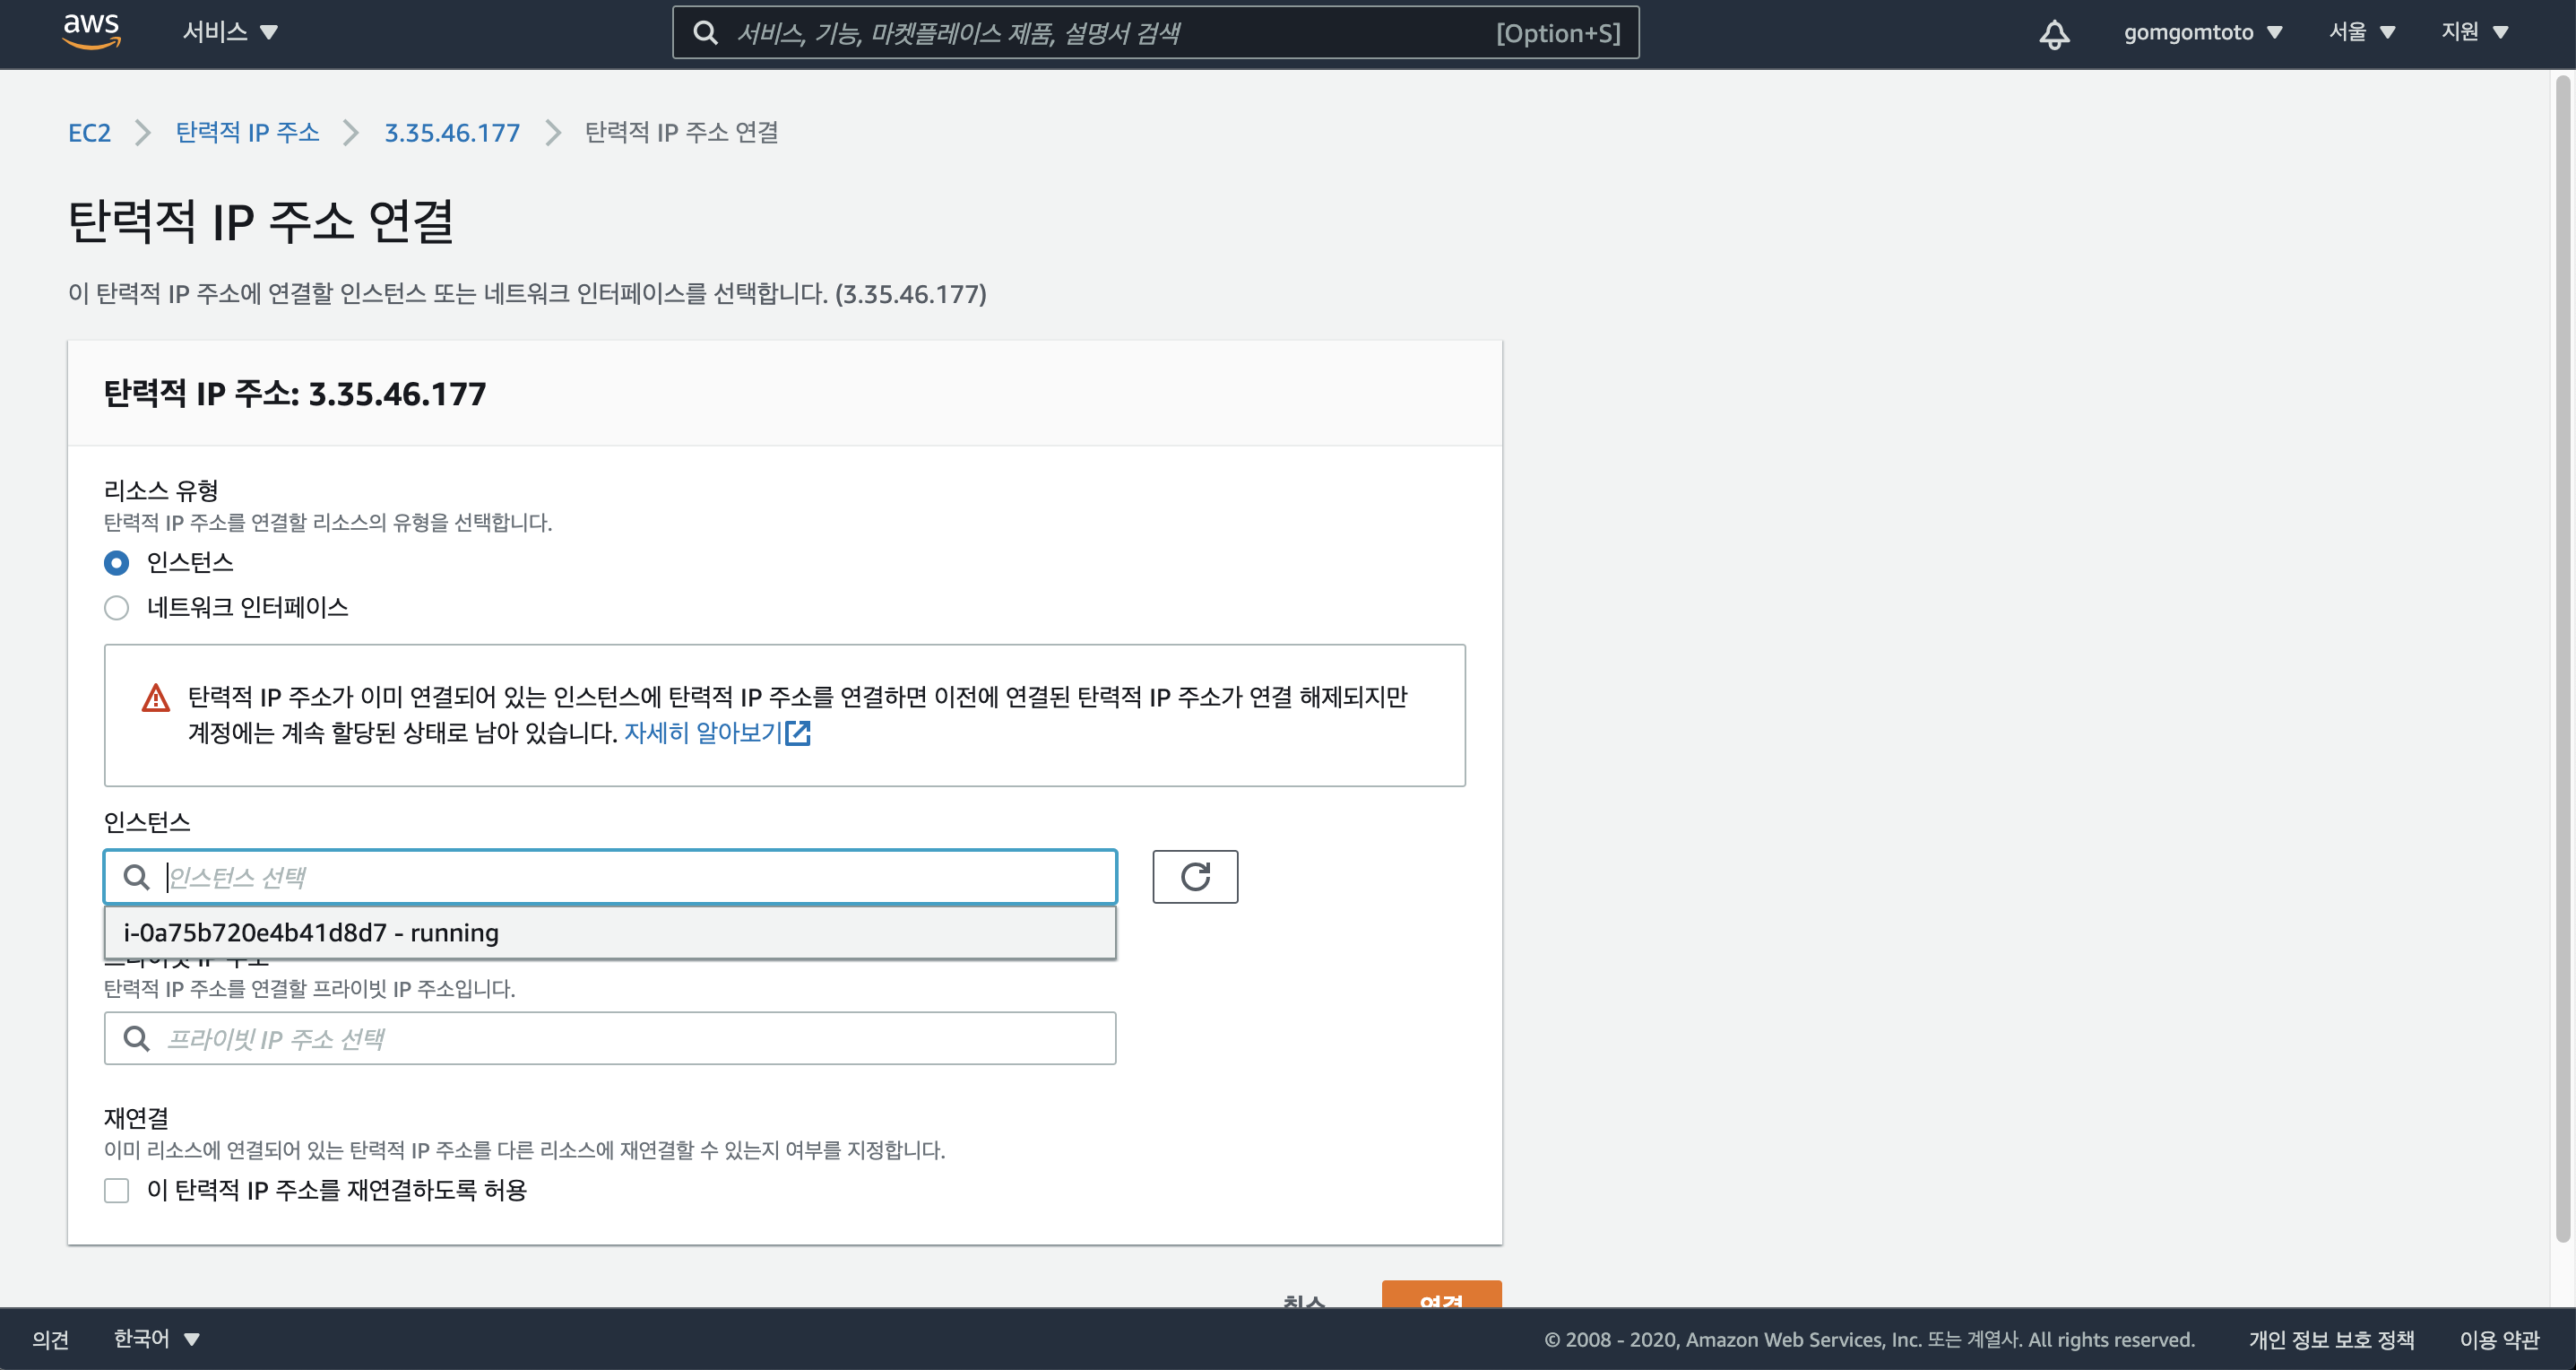 aws 서비스 서비스, 기능, 마켓플레이스 제품, 설명서 검색 [Option+S] gomgomtoto 서울 지원
EC2 탄력적 IP 주소 3.35.46.177 탄력적 IP 주소 연결
탄력적 IP 주소 연결
이 탄력적 IP 주소에 연결할 인스턴스 또는 네트워크 인터페이스를 선택합니다. (3.35.46.177)
탄력적 IP 주소: 3.35.46.177
리소스 유형
탄력적 IP 주소를 연결할 리소스의 유형을 선택합니다.
인스턴스
네트워크 인터페이스
탄력적 IP 주소가 이미 연결되어 있는 인스턴스에 탄력적 IP 주소를 연결하면 이전에 연결된 탄력적 IP 주소가 연결 해제되지만
계정에는 계속 할당된 상태로 남아 있습니다. 자세히 알아보기
인스턴스
인스턴스 선택
i-0a75b720e4b41d8d7 - running
프라이빗 IP 주소
탄력적 IP 주소를 연결할 프라이빗 IP 주소입니다.
프라이빗 IP 주소 선택
재연결
이미 리소스에 연결되어 있는 탄력적 IP 주소를 다른 리소스에 재연결할 수 있는지 여부를 지정합니다.
이 탄력적 IP 주소를 재연결하도록 허용
취소 연결
의견 한국어 © 2008 - 2020, Amazon Web Services, Inc. 또는 계열사. All rights reserved. 개인 정보 보호 정책 이용 약관